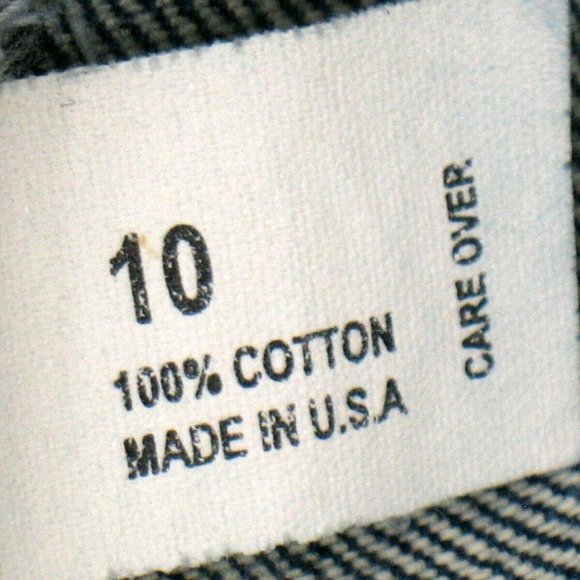 10
100% COTTON
MADE IN U.S.A
CARE OVER.